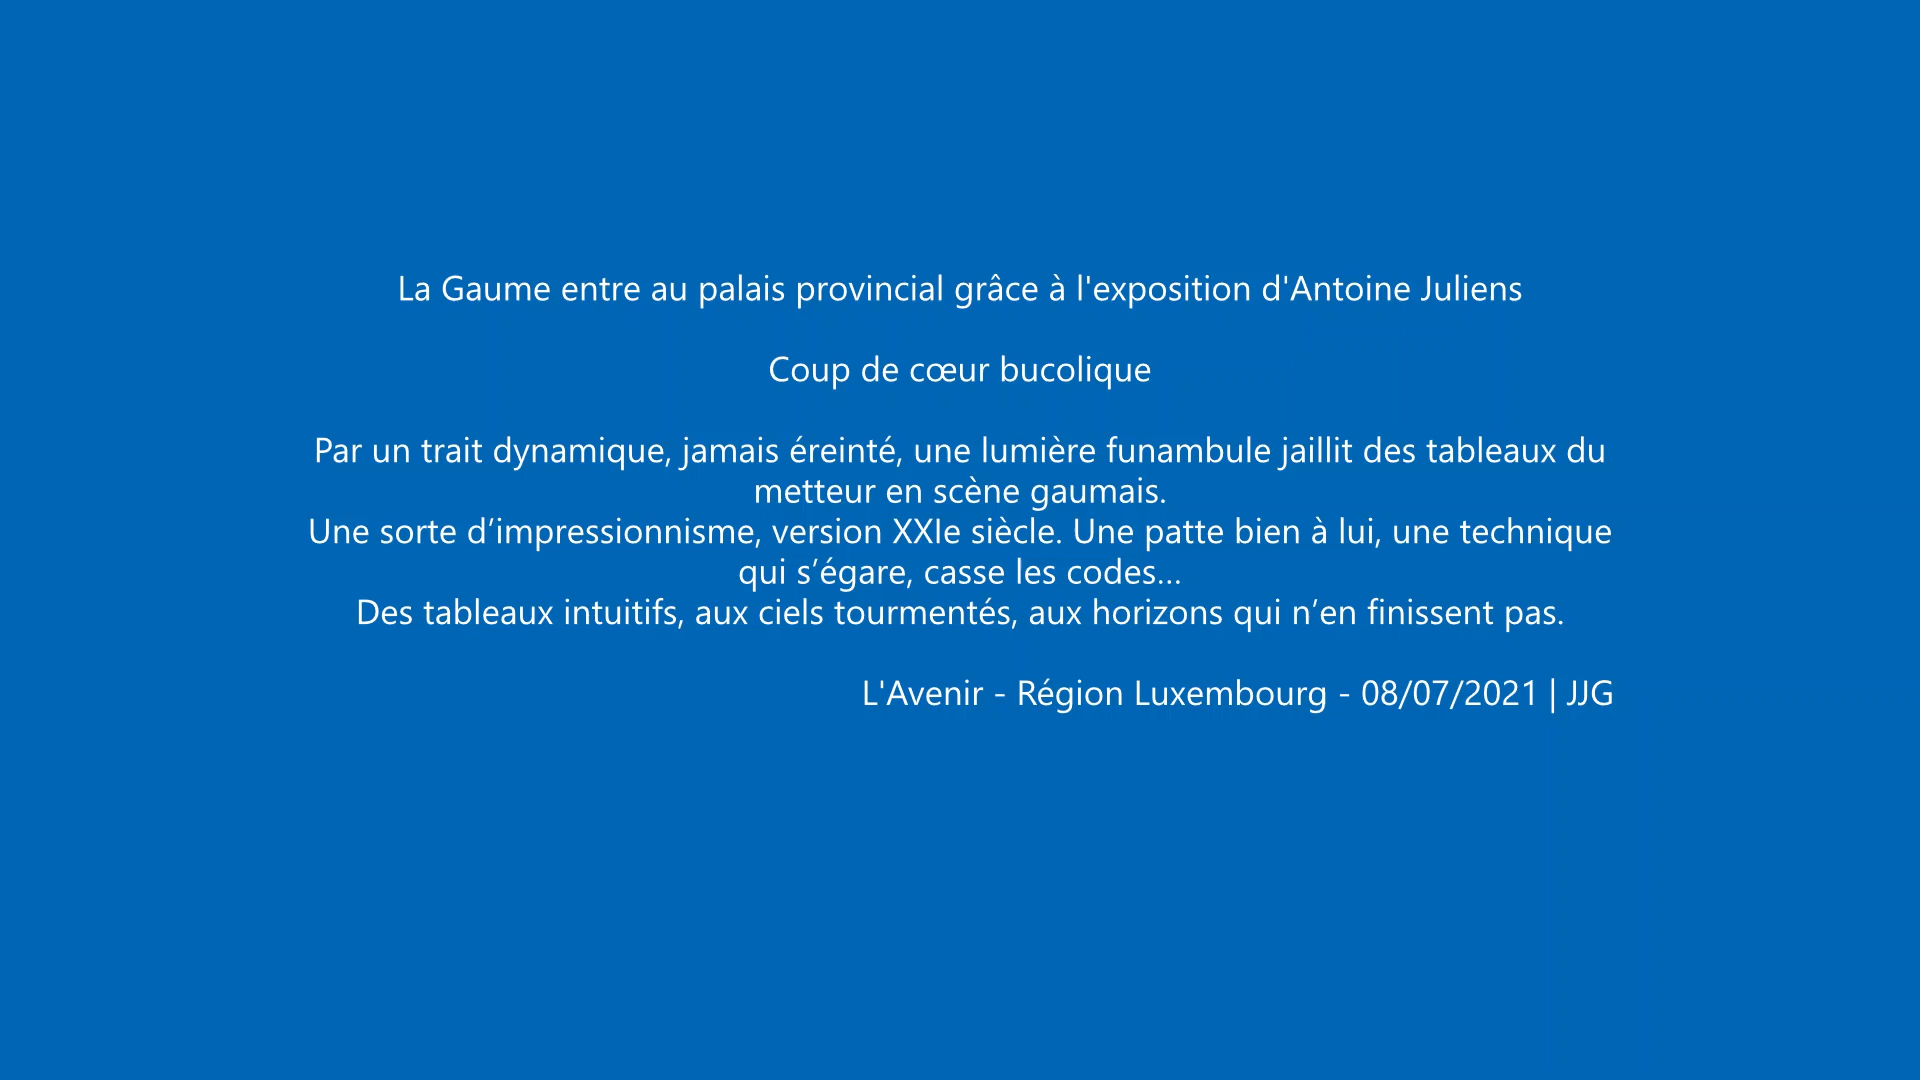 La Gaume entre au palais provincial grâce à l'exposition d'Antoine Juliens
Coup de cœur bucolique
Par un trait dynamique, jamais éreinté, une lumière funambule jaillit des tableaux du
metteur en scène gaumais.
Une sorte d’impressionnisme, version XXIe siècle. Une patte bien à lui, une technique
qui s’égare, casse les codes…
Des tableaux intuitifs, aux ciels tourmentés, aux horizons qui n’en finissent pas.
L'Avenir - Région Luxembourg - 08/07/2021 | JJG